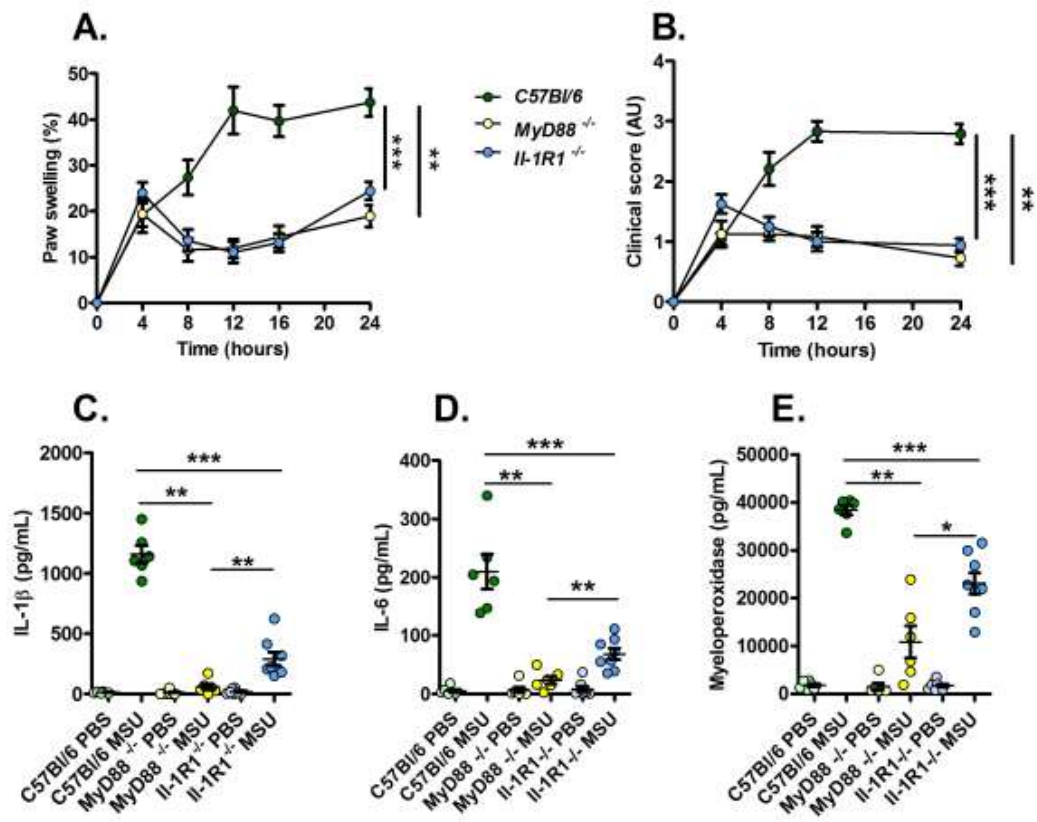 A.
Paw swelling (%)
50
40
30
20
10
0
0 4 8 12 16 20 24
Time (hours)
***
**
C57Bl/6
MyD88 -/-
Il-1R1 -/-
B.
Clinical score (AU)
4
3
2
1
0
0 4 8 12 16 20 24
Time (hours)
***
**
C.
IL-1β (pg/mL)
2000
1500
1000
500
0
***
**
**
C57Bl/6 PBS
C57Bl/6 MSU
MyD88 -/- PBS
MyD88 -/- MSU
Il-1R1 -/- PBS
Il-1R1 -/- MSU
D.
IL-6 (pg/mL)
400
300
200
100
0
***
**
**
C57Bl/6 PBS
C57Bl/6 MSU
MyD88 -/- PBS
MyD88 -/- MSU
Il-1R1-/- PBS
Il-1R1-/- MSU
E.
Myeloperoxidase (pg/mL)
50000
40000
30000
20000
10000
0
***
**
*
C57Bl/6 PBS
C57Bl/6 MSU
MyD88 -/- PBS
MyD88 -/- MSU
Il-1R1-/- PBS
Il-1R1-/- MSU